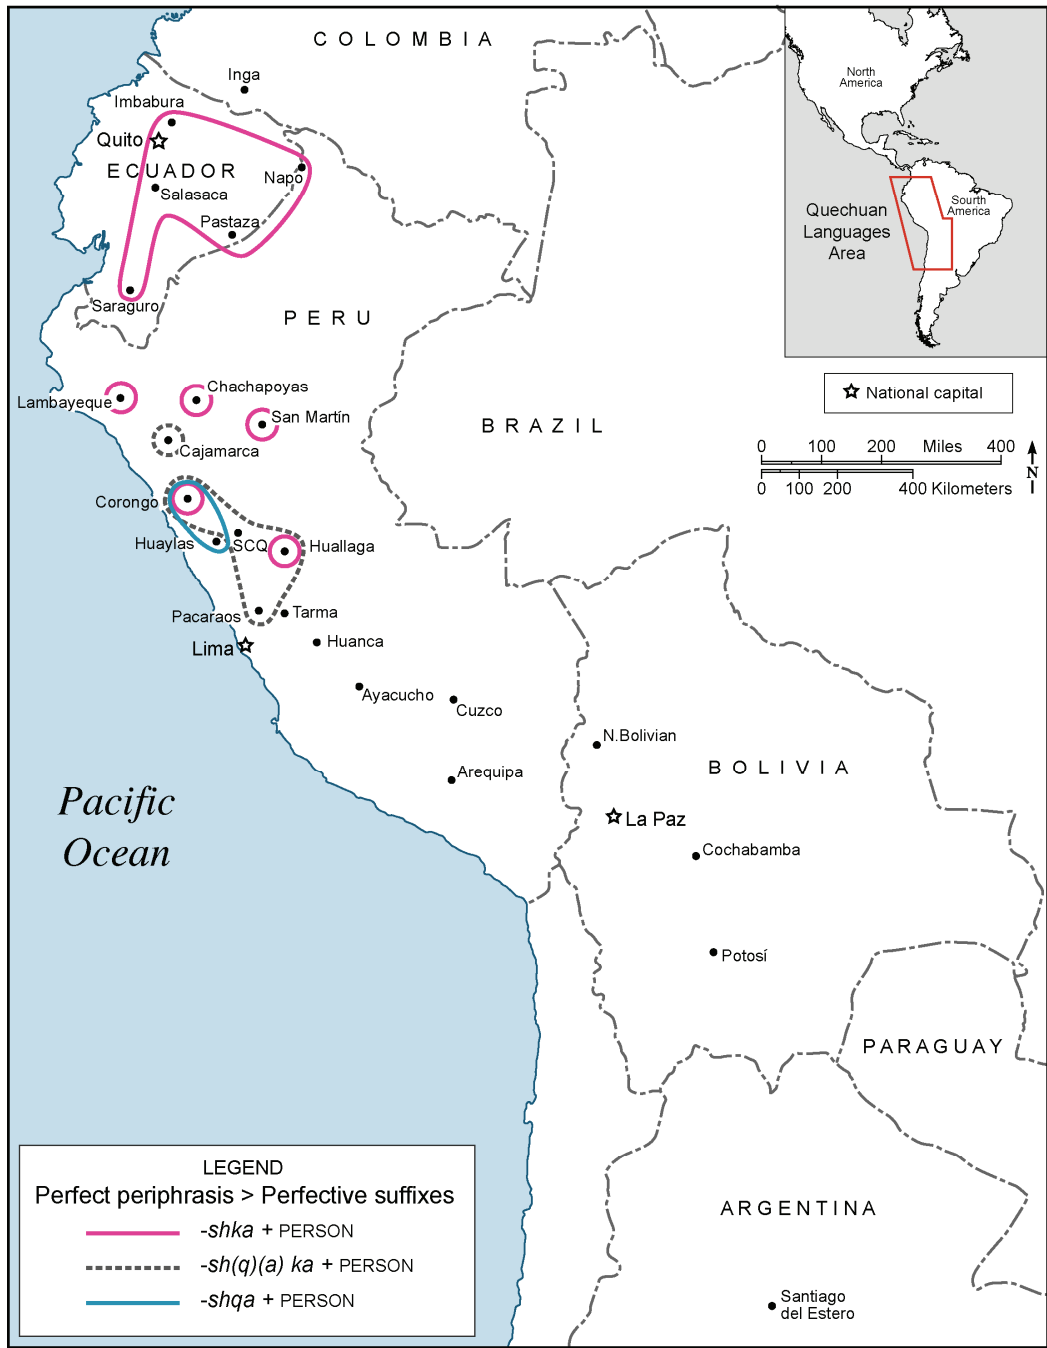 COLOMBIA
Inga
Imbabura
Quito
ECUADOR
Napo
Salasaca
Pastaza
Saraguro
PERU
North
America
Sourth
America
Quechuan
Languages
Area
National capital
0 100 200 Miles 400
0 100 200 400 Kilometers
N
Lambayeque
Chachapoyas
San Martín
Cajamarca
BRAZIL
Corongo
Huaylas
SCQ
Huallaga
Pacaraos
Tarma
Lima
Huanca
Ayacucho
Cuzco
N.Bolivian
Arequipa
BOLIVIA
Pacific
Ocean
La Paz
Cochabamba
Potosí
PARAGUAY
ARGENTINA
Santiago
del Estero
LEGEND
Perfect periphrasis > Perfective suffixes
-shka + PERSON
-sh(q)(a) ka + PERSON
-shqa + PERSON